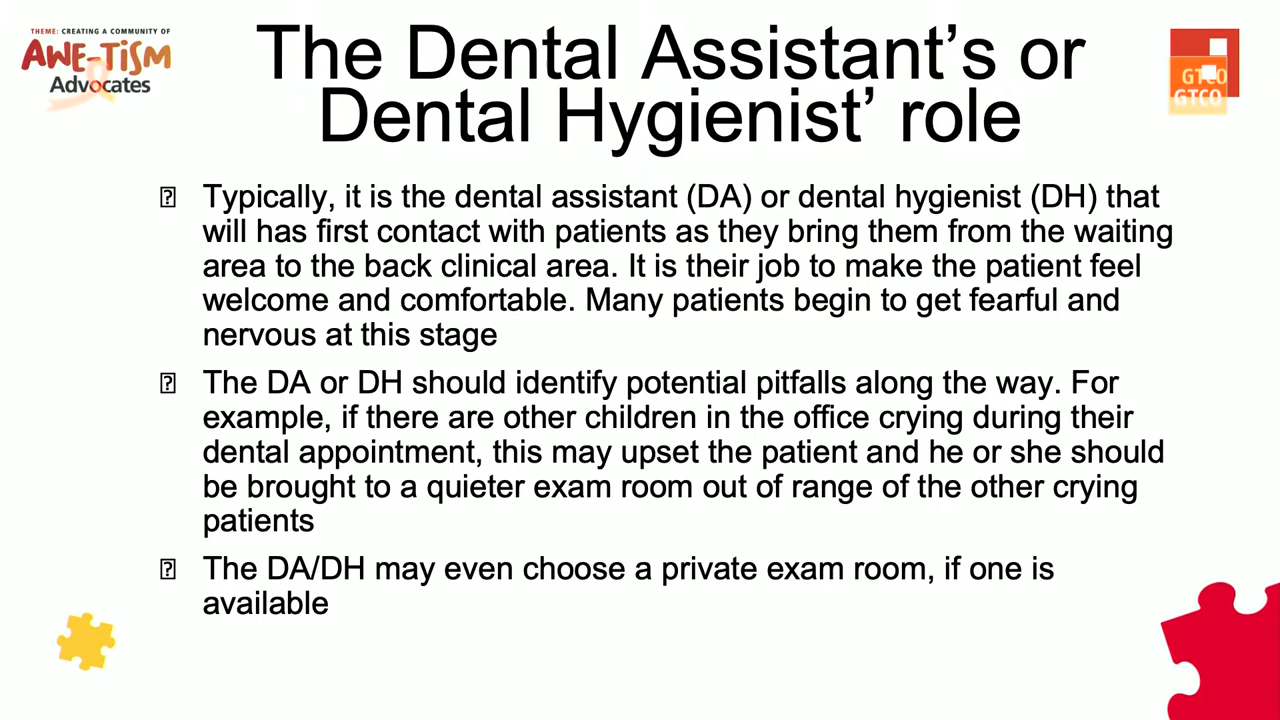 THEME: CREATING A COMMUNITY OF
AWE-TiSM
Advocates
The Dental Assistant's or
Dental Hygienist' role
GTCO
GTCO
Typically, it is the dental assistant (DA) or dental hygienist (DH) that
will has first contact with patients as they bring them from the waiting
area to the back clinical area. It is their job to make the patient feel
welcome and comfortable. Many patients begin to get fearful and
nervous at this stage
The DA or DH should identify potential pitfalls along the way. For
example, if there are other children in the office crying during their
dental appointment, this may upset the patient and he or she should
be brought to a quieter exam room out of range of the other crying
patients
The DA/DH may even choose a private exam room, if one is
available